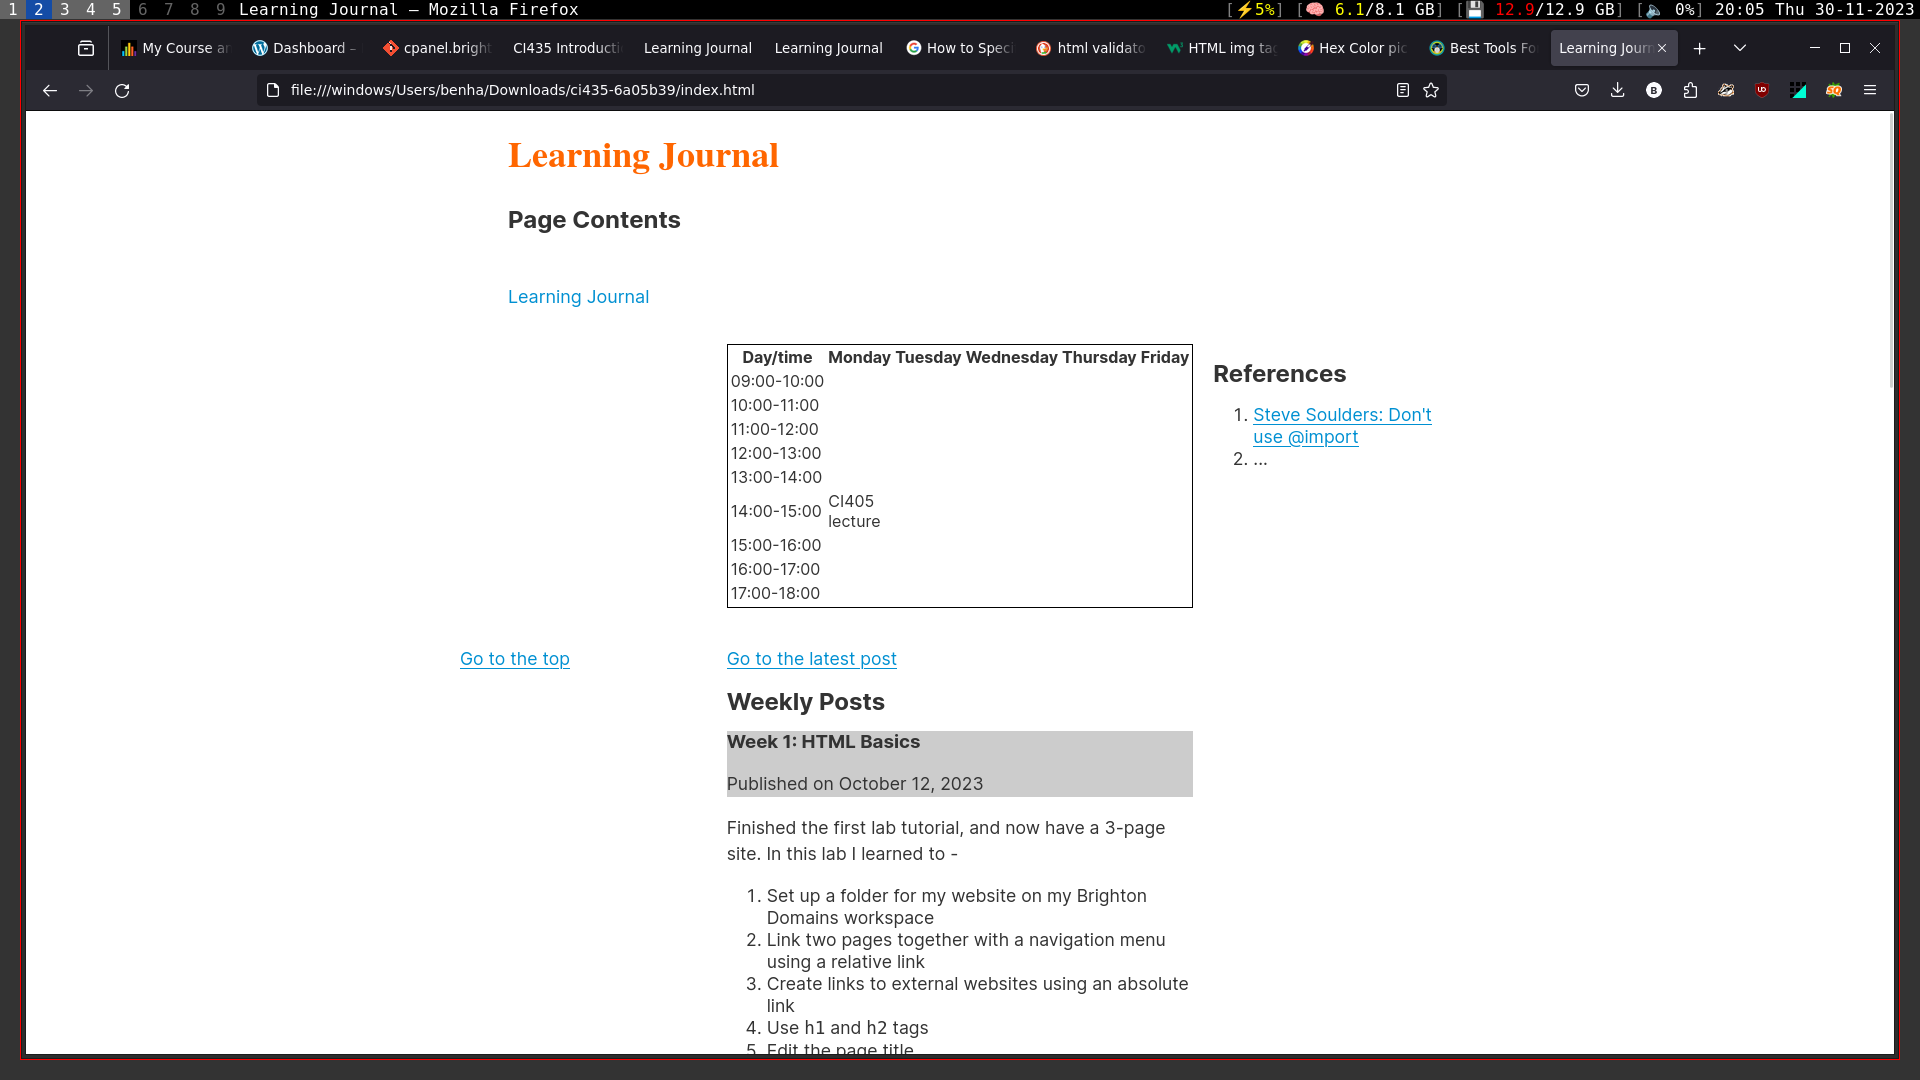 1 2 3 4 5 6 7 8 9 Learning Journal — Mozilla Firefox [⚡5%] [🧠 6.1/8.1 GB] [💾 12.9/12.9 GB] [🔈 0%] 20:05 Thu 30-11-2023
My Course an Dashboard – cpanel.bright CI435 Introducti Learning Journal Learning Journal How to Speci html validato HTML img tag Hex Color pic Best Tools Fo Learning Journ
file:///windows/Users/benha/Downloads/ci435-6a05b39/index.html
Learning Journal
Page Contents
Learning Journal
Day/time Monday Tuesday Wednesday Thursday Friday
09:00-10:00
10:00-11:00
11:00-12:00
12:00-13:00
13:00-14:00
14:00-15:00 CI405
lecture
15:00-16:00
16:00-17:00
17:00-18:00
References
1. Steve Soulders: Don't
use @import
2. ...
Go to the top
Go to the latest post
Weekly Posts
Week 1: HTML Basics
Published on October 12, 2023
Finished the first lab tutorial, and now have a 3-page
site. In this lab I learned to -
1. Set up a folder for my website on my Brighton
Domains workspace
2. Link two pages together with a navigation menu
using a relative link
3. Create links to external websites using an absolute
link
4. Use h1 and h2 tags
5. Edit the page title